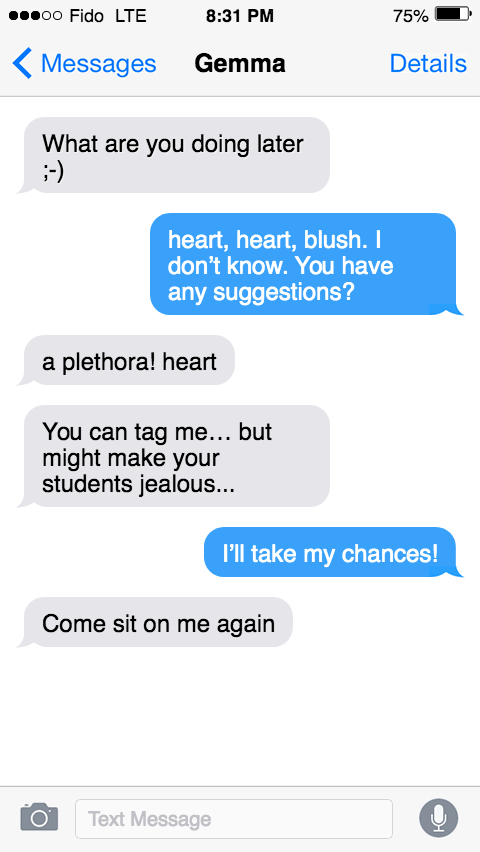 Fido LTE 8:31 PM 75%
Messages Gemma Details
What are you doing later
;-)
heart, heart, blush. I
don't know. You have
any suggestions?
a plethora! heart
You can tag me... but
might make your
students jealous...
I'll take my chances!
Come sit on me again
Text Message